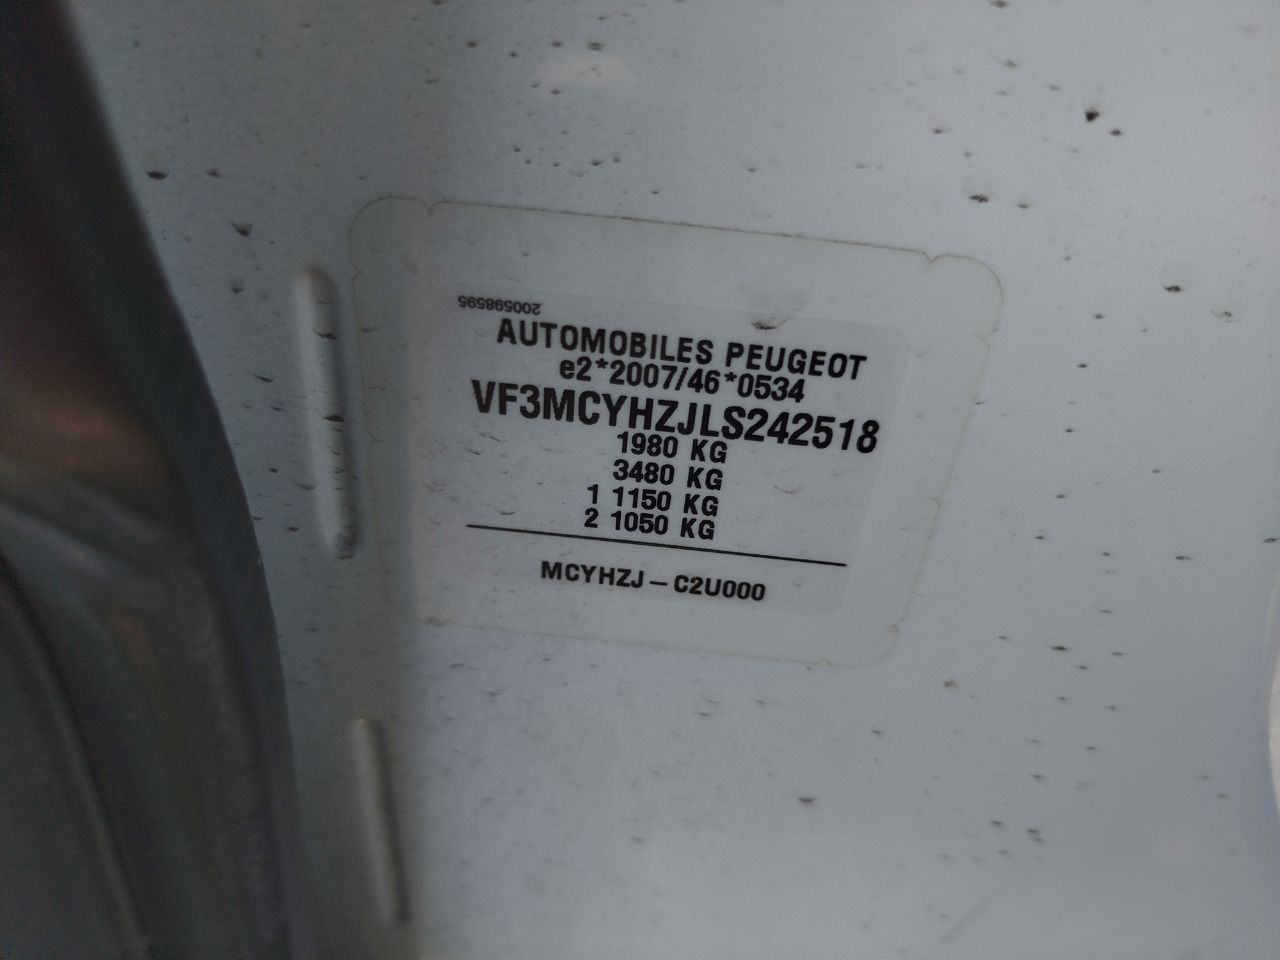 200598595
AUTOMOBILES PEUGEOT
e2*2007/46*0534
VF3MCYHZJLS242518
1980 KG
3480 KG
1 1150 KG
2 1050 KG
MCYHZJ – C2U000